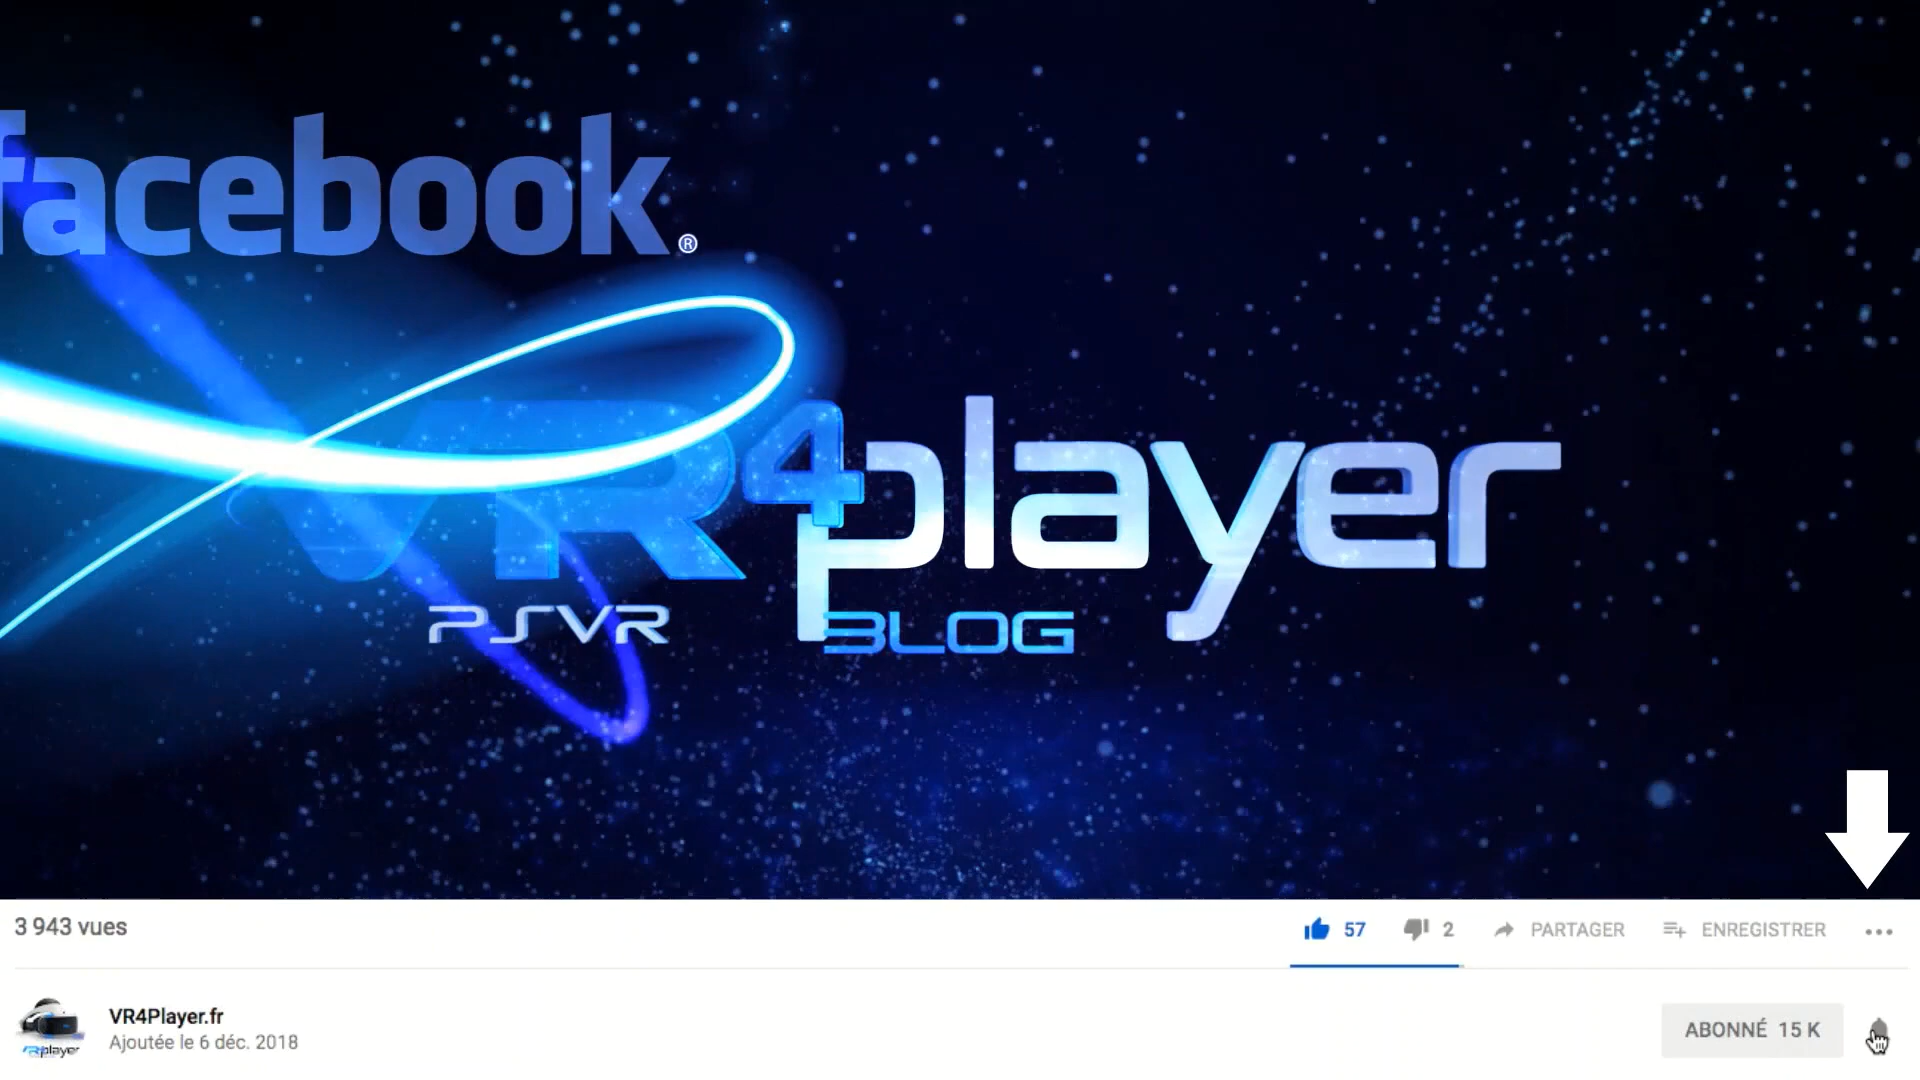 facebook®
VR4player
PSVR BLOG
3 943 vues
57 2 PARTAGER ENREGISTRER
VR4Player.fr
Ajoutée le 6 déc. 2018
ABONNÉ 15 K
VR4player